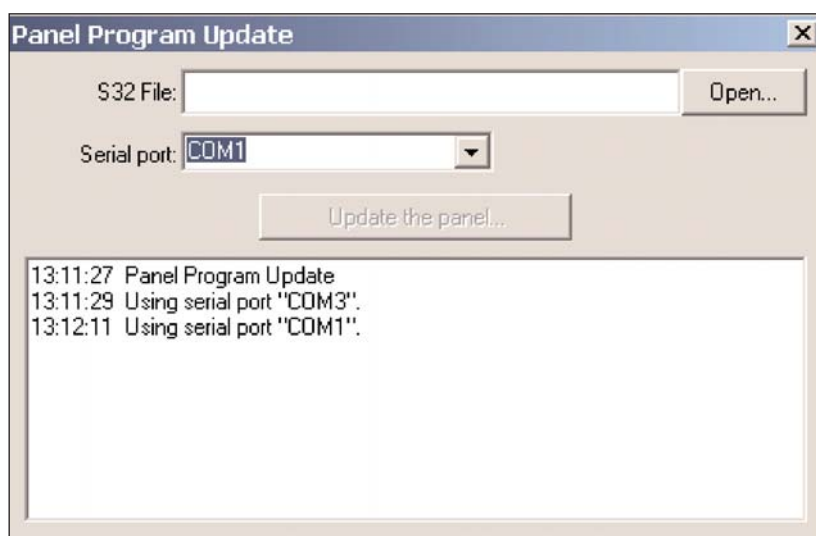 Panel Program Update
S32 File:
Open...
Serial port: COM1
Update the panel...
13:11:27 Panel Program Update
13:11:29 Using serial port "COM3".
13:12:11 Using serial port "COM1".